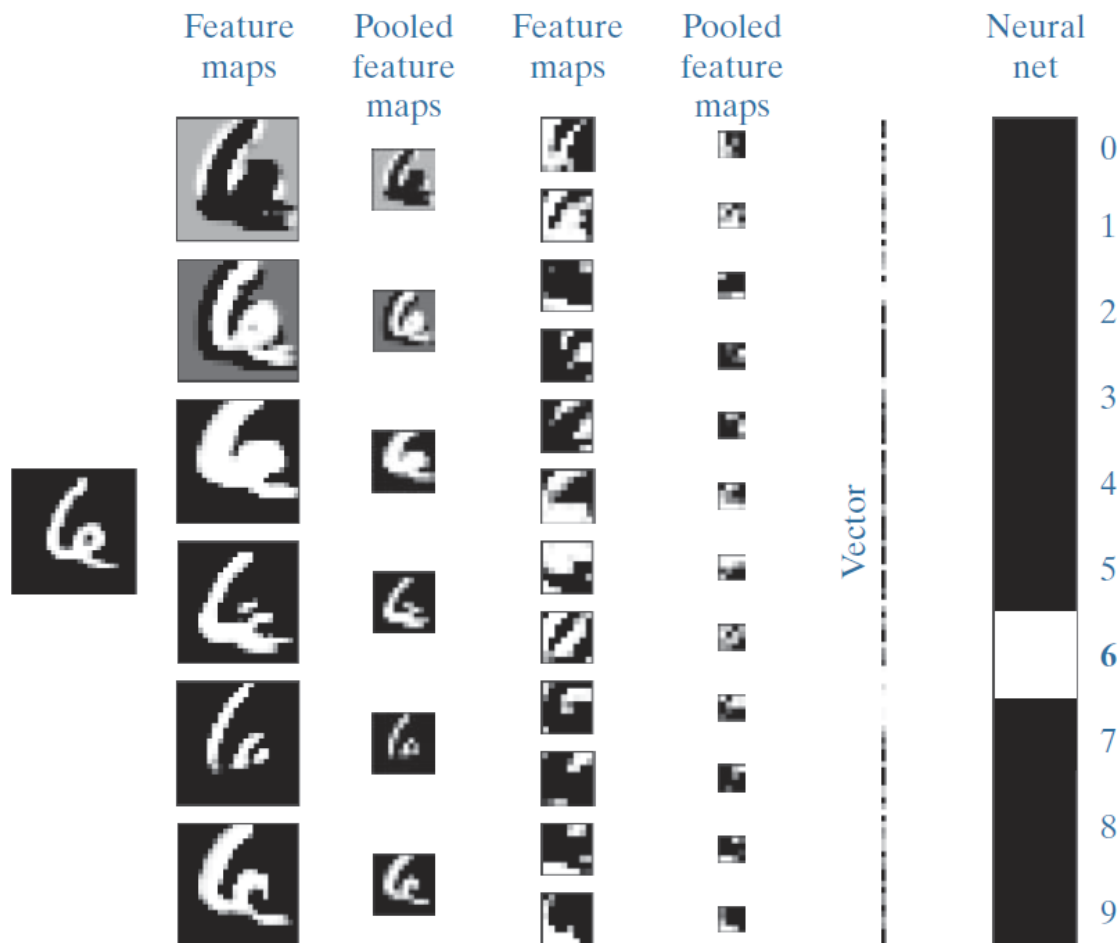 Feature
maps
Pooled
feature
maps
Feature
maps
Pooled
feature
maps
Neural
net
Vector
0
1
2
3
4
5
6
7
8
9